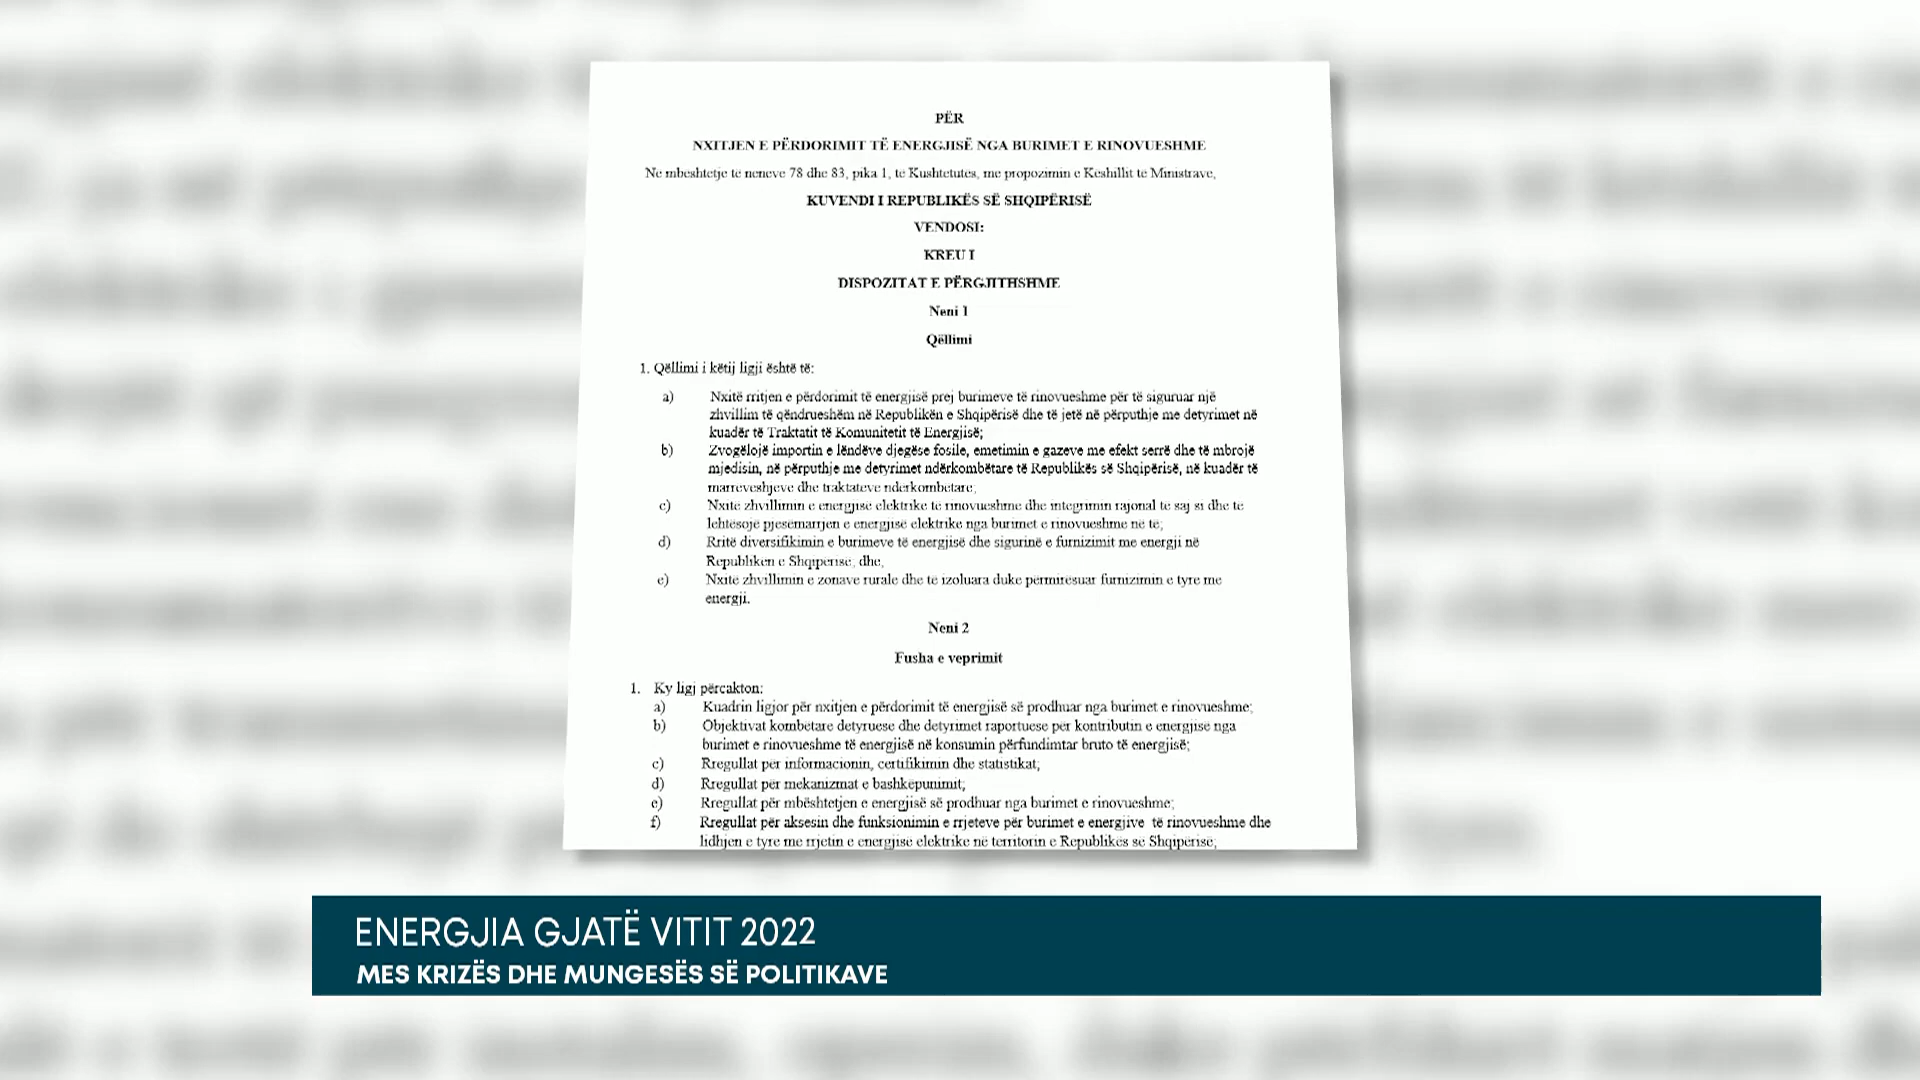 PËR
NXITJEN E PËRDORIMIT TË ENERGJISË NGA BURIMET E RINOVUESHME
Në mbështetje të neneve 78 dhe 83, pika 1, të Kushtetutës, me propozimin e Këshillit të Ministrave,
KUVENDI I REPUBLIKËS SË SHQIPËRISË
VENDOSI:
KREU I
DISPOZITAT E PËRGJITHSHME
Neni 1
Qëllimi
1. Qëllimi i këtij ligji është të:
a) Nxitë rritjen e përdorimit të energjisë prej burimeve të rinovueshme për të siguruar një
zhvillim të qëndrueshëm në Republikën e Shqipërisë dhe të jetë në përputhje me detyrimet në
kuadër të Traktatit të Komunitetit të Energjisë;
b) Zvogëlojë importin e lëndëve djegëse fosile, emetimin e gazeve me efekt serrë dhe të mbrojë
mjedisin, në përputhje me detyrimet ndërkombëtare të Republikës së Shqipërisë, në kuadër të
marrëveshjeve dhe traktateve ndërkombëtare;
c) Nxitë zhvillimin e energjisë elektrike të rinovueshme dhe integrimin rajonal të saj si dhe të
lehtësojë pjesëmarrjen e energjisë elektrike nga burimet e rinovueshme në të;
d) Rritë diversifikimin e burimeve të energjisë dhe sigurinë e furnizimit me energji në
Republikën e Shqipërisë, dhe,
e) Nxitë zhvillimin e zonave rurale dhe të izoluara duke përmirësuar furnizimin e tyre me
energji.
Neni 2
Fusha e veprimit
1. Ky ligj përcakton:
a) Kuadrin ligjor për nxitjen e përdorimit të energjisë së prodhuar nga burimet e rinovueshme;
b) Objektivat kombëtare detyruese dhe detyrimet raportuese për kontributin e energjisë nga
burimet e rinovueshme të energjisë në konsumin përfundimtar bruto të energjisë;
c) Rregullat për informacionin, certifikimin dhe statistikat;
d) Rregullat për mekanizmat e bashkëpunimit;
e) Rregullat për mbështetjen e energjisë së prodhuar nga burimet e rinovueshme;
f) Rregullat për aksesin dhe funksionimin e rrjeteve për burimet e energjive të rinovueshme dhe
lidhjen e tyre me rrjetin e energjisë elektrike në territorin e Republikës së Shqipërisë;
ENERGJIA GJATË VITIT 2022
MES KRIZËS DHE MUNGESËS SË POLITIKAVE